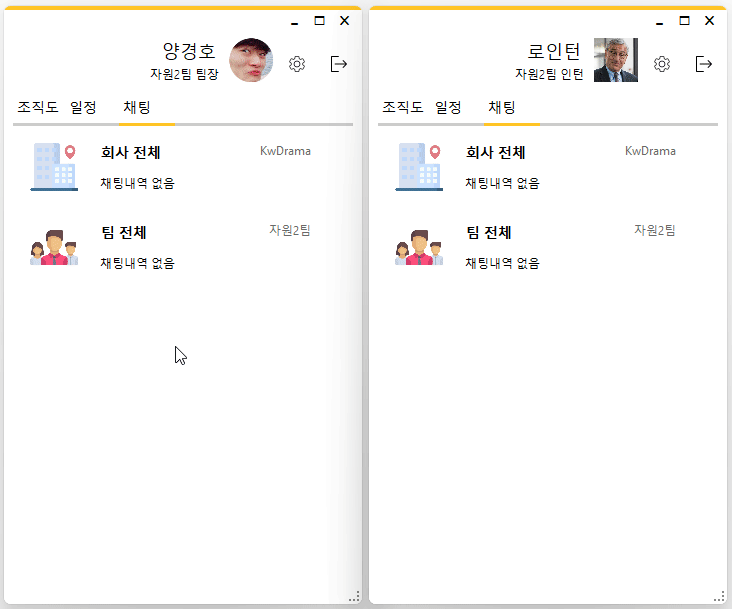 양경호
자원2팀 팀장
조직도 일정 채팅
회사 전체 KwDrama
채팅내역 없음
팀 전체 자원2팀
채팅내역 없음
로인턴
자원2팀 인턴
조직도 일정 채팅
회사 전체 KwDrama
채팅내역 없음
팀 전체 자원2팀
채팅내역 없음